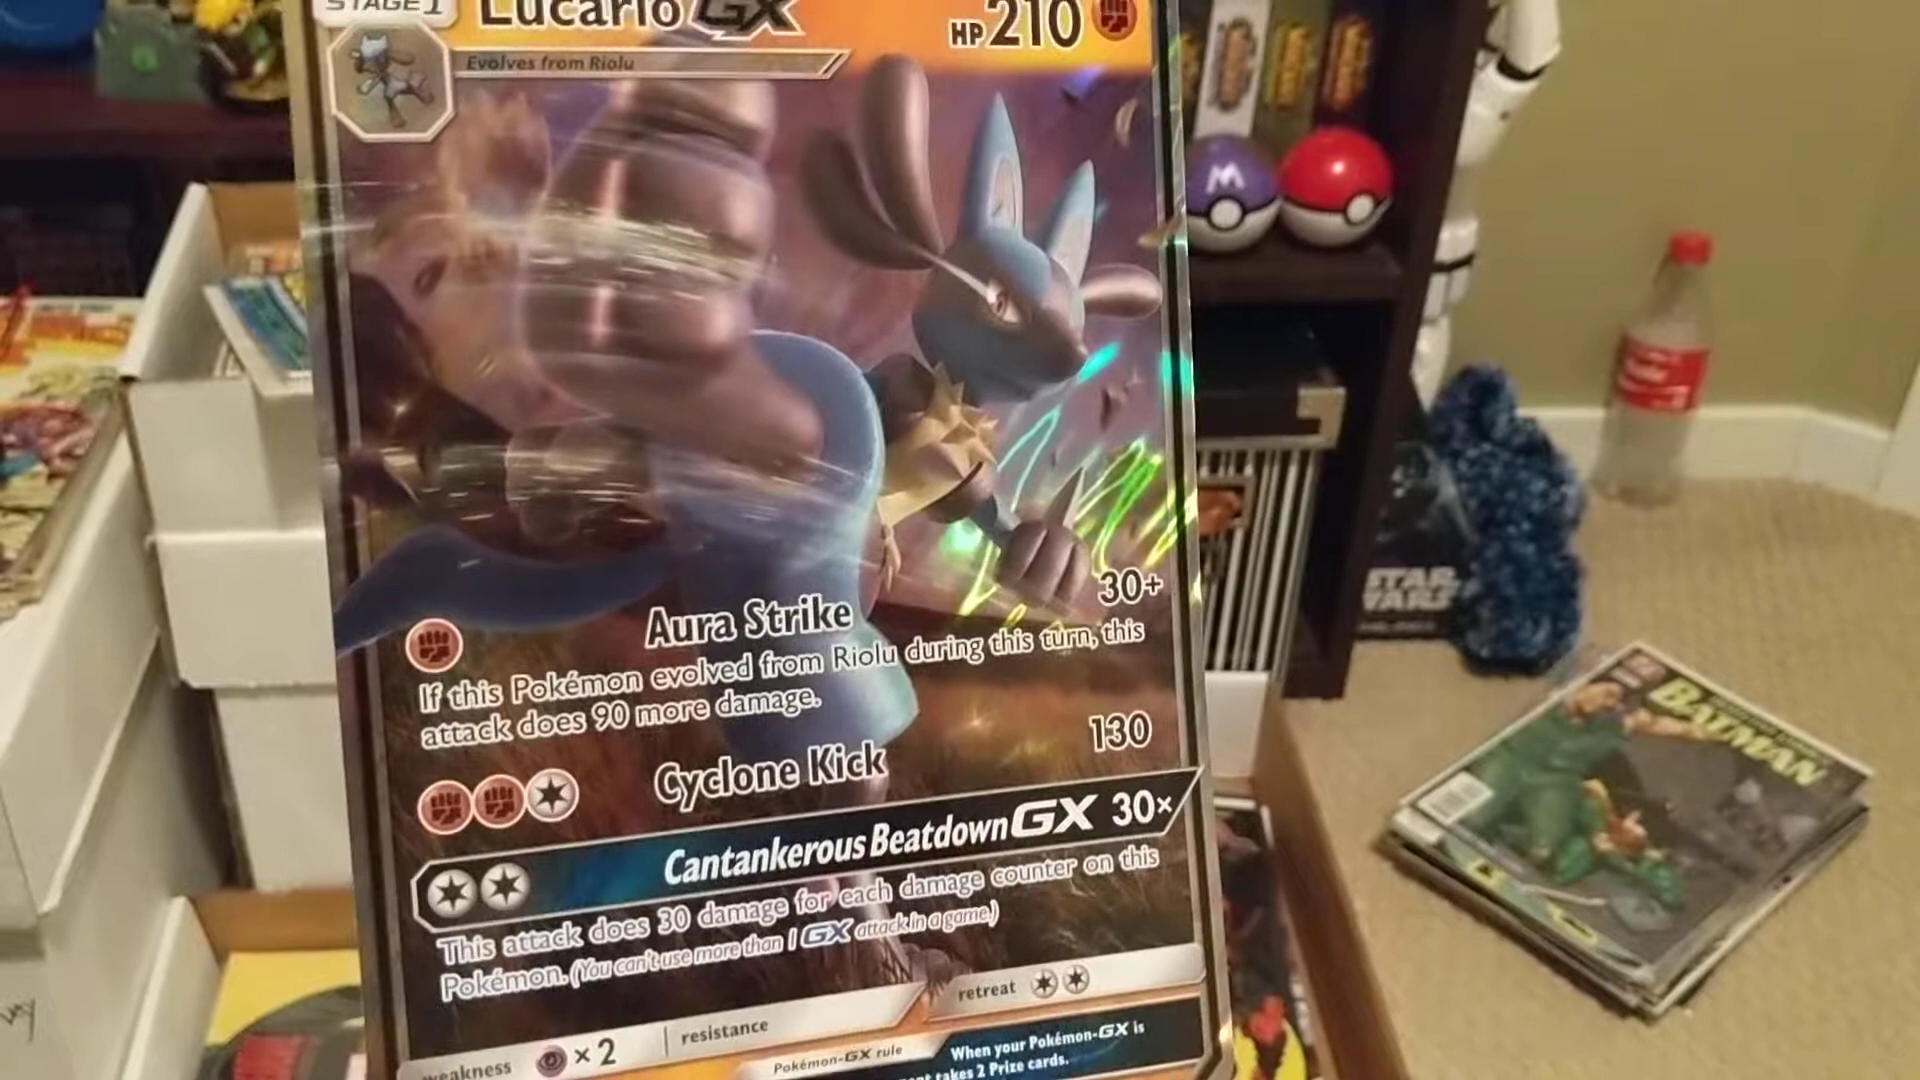 STAGE 1
Lucario GX
HP 210
Evolves from Riolu
Aura Strike
30+
If this Pokémon evolved from Riolu during this turn, this
attack does 90 more damage.
Cyclone Kick
130
Cantankerous Beatdown GX 30×
This attack does 30 damage for each damage counter on this
Pokémon. (You can't use more than 1 GX attack in a game.)
weakness ×2
resistance
retreat
Pokémon-GX rule
When your Pokémon-GX is
takes 2 Prize cards.
M
STAR
WARS
BATMAN